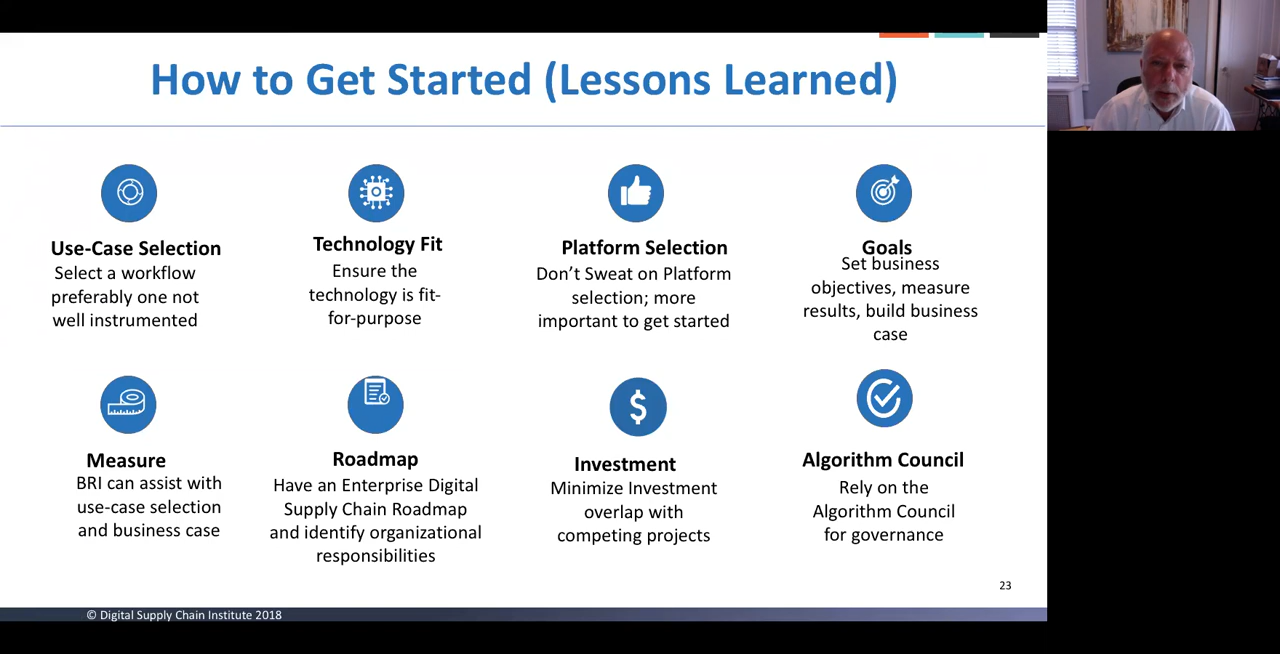 How to Get Started (Lessons Learned)
Use-Case Selection
Select a workflow
preferably one not
well instrumented
Technology Fit
Ensure the
technology is fit-
for-purpose
Platform Selection
Don’t Sweat on Platform
selection; more
important to get started
Goals
Set business
objectives, measure
results, build business
case
Measure
BRI can assist with
use-case selection
and business case
Roadmap
Have an Enterprise Digital
Supply Chain Roadmap
and identify organizational
responsibilities
$
Investment
Minimize Investment
overlap with
competing projects
Algorithm Council
Rely on the
Algorithm Council
for governance
23
© Digital Supply Chain Institute 2018